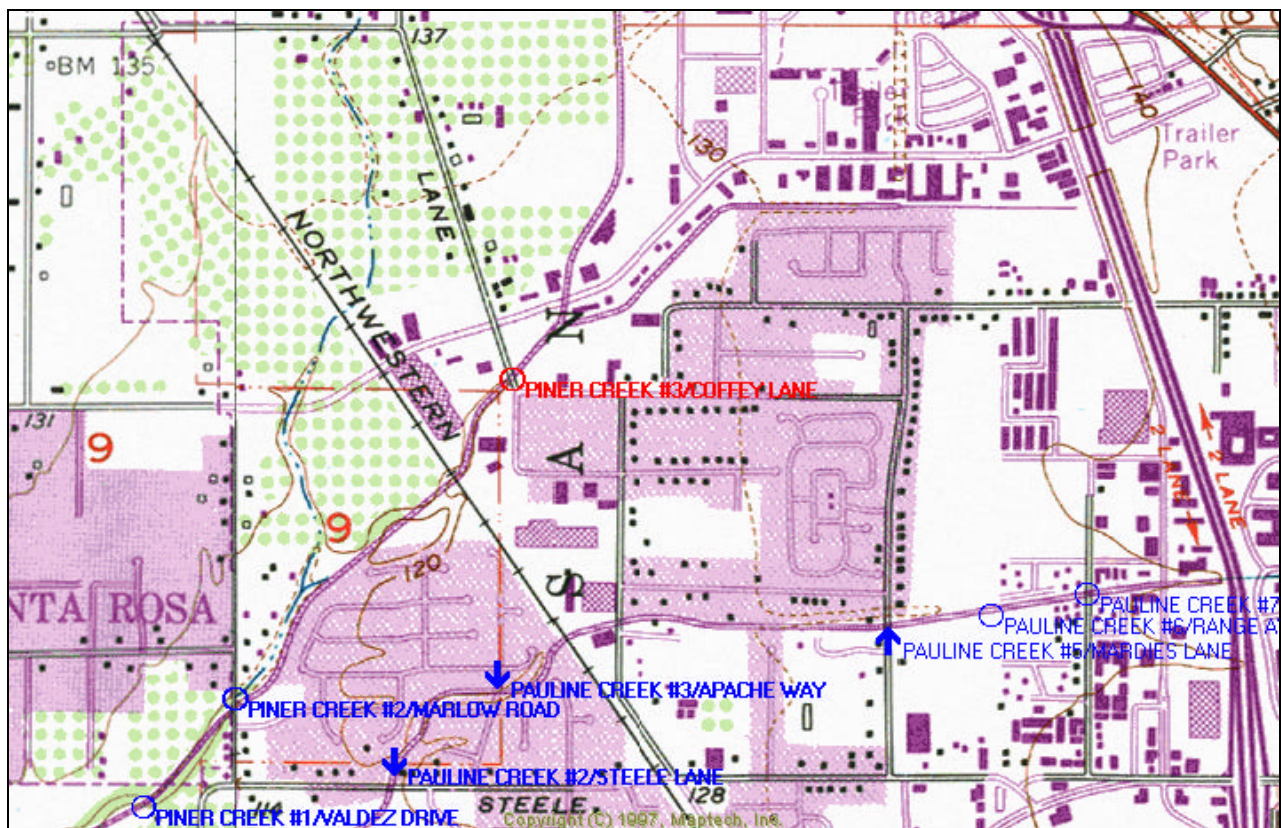 137
BM 135
140
130
Trailer
Park
Trailer
Park
LANE
NORTHWESTERN
N
PINER CREEK #3/COFFEY LANE
131
9
A
2 LANE
2 LANE
9
120
S
NTA ROSA
PAULINE CREEK #7
PAULINE CREEK #6/RANGE A
PAULINE CREEK #5/MARDIES LANE
PAULINE CREEK #3/APACHE WAY
PINER CREEK #2/MARLOW ROAD
PAULINE CREEK #2/STEELE LANE
128
114
STEELE
PINER CREEK #1/VALDEZ DRIVE
Copyright (C) 1997, Maptech, Inc.